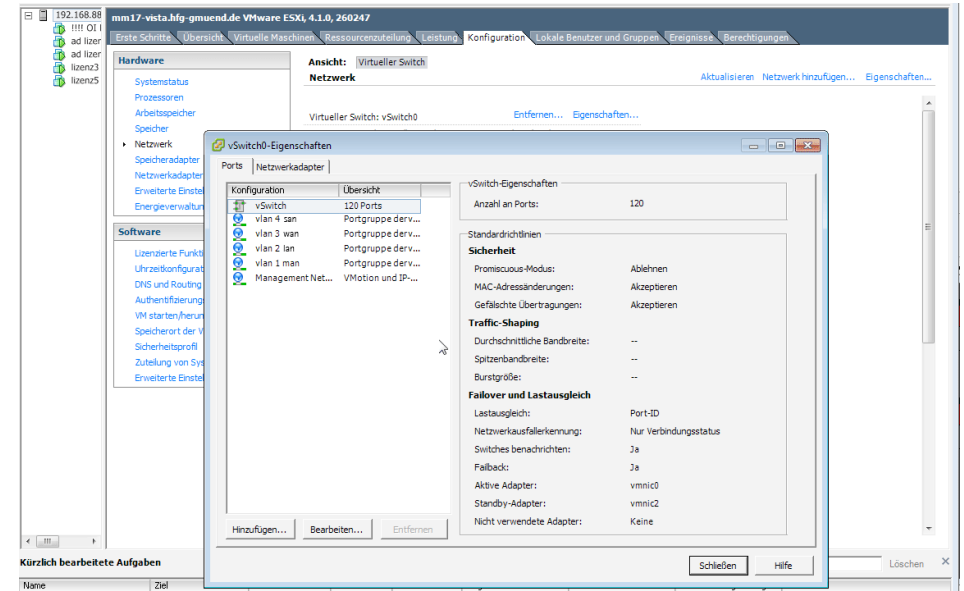 192.168.88
!!!! OI I
ad lizer
ad lizer
lizenz3
lizenz5
mm17-vista.hfg-gmuend.de VMware ESXi, 4.1.0, 260247
Erste Schritte Übersicht Virtuelle Maschinen Ressourcenzuteilung Leistung Konfiguration Lokale Benutzer und Gruppen Ereignisse Berechtigungen
Hardware
Systemstatus
Prozessoren
Arbeitsspeicher
Speicher
Netzwerk
Speicheradapter
Netzwerkadapter
Erweiterte Einstel
Energieverwaltun
Software
Lizenzierte Funkti
Uhrzeitkonfigurat
DNS und Routing
Authentifizierung
VM starten/herun
Speicherort der V
Sicherheitsprofil
Zuteilung von Sys
Erweiterte Einstel
Ansicht: Virtueller Switch
Netzwerk
Aktualisieren Netzwerk hinzufügen... Eigenschaften...
Virtueller Switch: vSwitch0 Entfernen... Eigenschaften...
vSwitch0-Eigenschaften
Ports Netzwerkadapter
Konfiguration Übersicht
vSwitch 120 Ports
vlan 4 san Portgruppe derv...
vlan 3 wan Portgruppe derv...
vlan 2 lan Portgruppe derv...
vlan 1 man Portgruppe derv...
Management Net... VMotion und IP-...
Hinzufügen... Bearbeiten... Entfernen
vSwitch-Eigenschaften
Anzahl an Ports: 120
Standardrichtlinien
Sicherheit
Promiscuous-Modus: Ablehnen
MAC-Adressänderungen: Akzeptieren
Gefälschte Übertragungen: Akzeptieren
Traffic-Shaping
Durchschnittliche Bandbreite: --
Spitzenbandbreite: --
Burstgröße: --
Failover und Lastausgleich
Lastausgleich: Port-ID
Netzwerkausfallerkennung: Nur Verbindungsstatus
Switches benachrichten: Ja
Failback: Ja
Aktive Adapter: vmnic0
Standby-Adapter: vmnic2
Nicht verwendete Adapter: Keine
Schließen Hilfe
Kürzlich bearbeitete Aufgaben
Löschen
Name Ziel